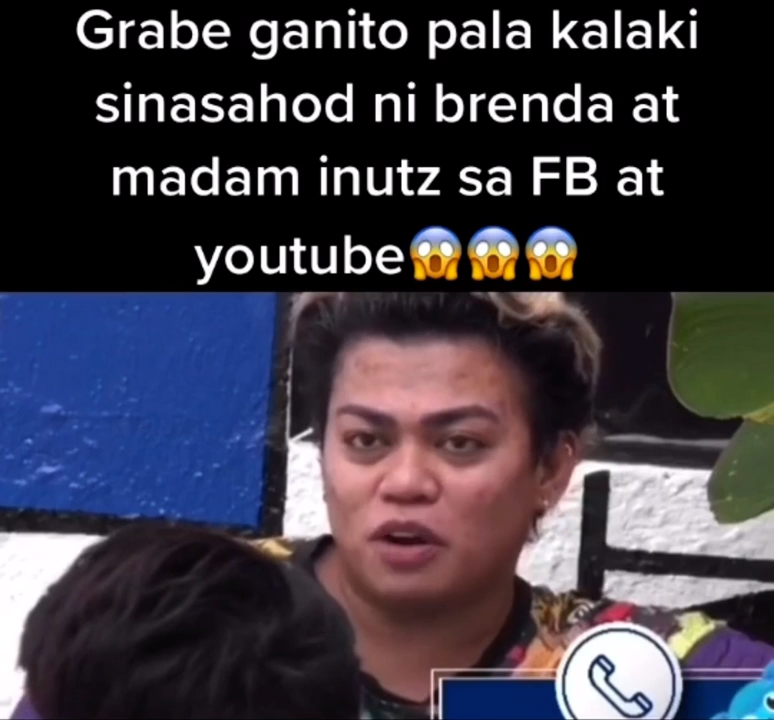 Grabe ganito pala kalaki
sinasahod ni brenda at
madam inutz sa FB at
youtube😱😱😱